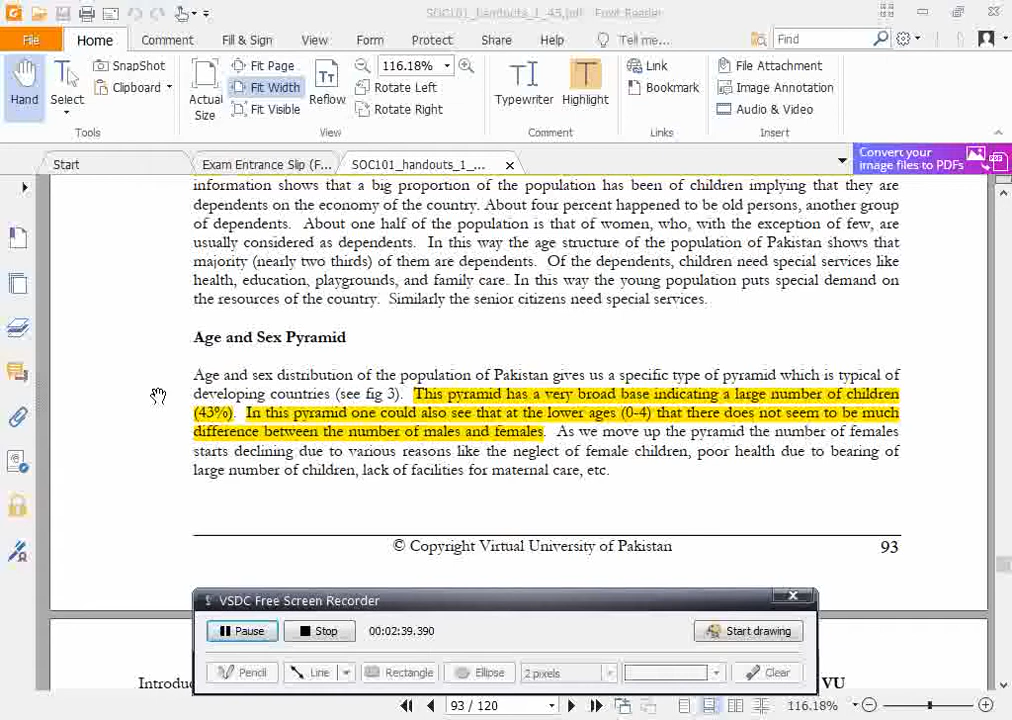 SOC101_handouts_1_45.pdf - Foxit Reader
File Home Comment Fill & Sign View Form Protect Share Help Tell me... Find
Hand
Select
SnapShot
Clipboard
Actual Size
Fit Page
Fit Width
Fit Visible
Reflow
116.18%
Rotate Left
Rotate Right
Typewriter
Highlight
Link
Bookmark
File Attachment
Image Annotation
Audio & Video
Tools View Comment Links Insert
Start Exam Entrance Slip (F... SOC101_handouts_1_...
Convert your
image files to PDFs
information shows that a big proportion of the population has been of children implying that they are
dependents on the economy of the country. About four percent happened to be old persons, another group
of dependents. About one half of the population is that of women, who, with the exception of few, are
usually considered as dependents. In this way the age structure of the population of Pakistan shows that
majority (nearly two thirds) of them are dependents. Of the dependents, children need special services like
health, education, playgrounds, and family care. In this way the young population puts special demand on
the resources of the country. Similarly the senior citizens need special services.
Age and Sex Pyramid
Age and sex distribution of the population of Pakistan gives us a specific type of pyramid which is typical of
developing countries (see fig 3). This pyramid has a very broad base indicating a large number of children
(43%). In this pyramid one could also see that at the lower ages (0-4) that there does not seem to be much
difference between the number of males and females. As we move up the pyramid the number of females
starts declining due to various reasons like the neglect of female children, poor health due to bearing of
large number of children, lack of facilities for maternal care, etc.
© Copyright Virtual University of Pakistan 93
VSDC Free Screen Recorder
Pause Stop 00:02:39.390 Start drawing
Pencil Line Rectangle Ellipse 2 pixels Clear
Introduc VU
93 / 120 116.18%